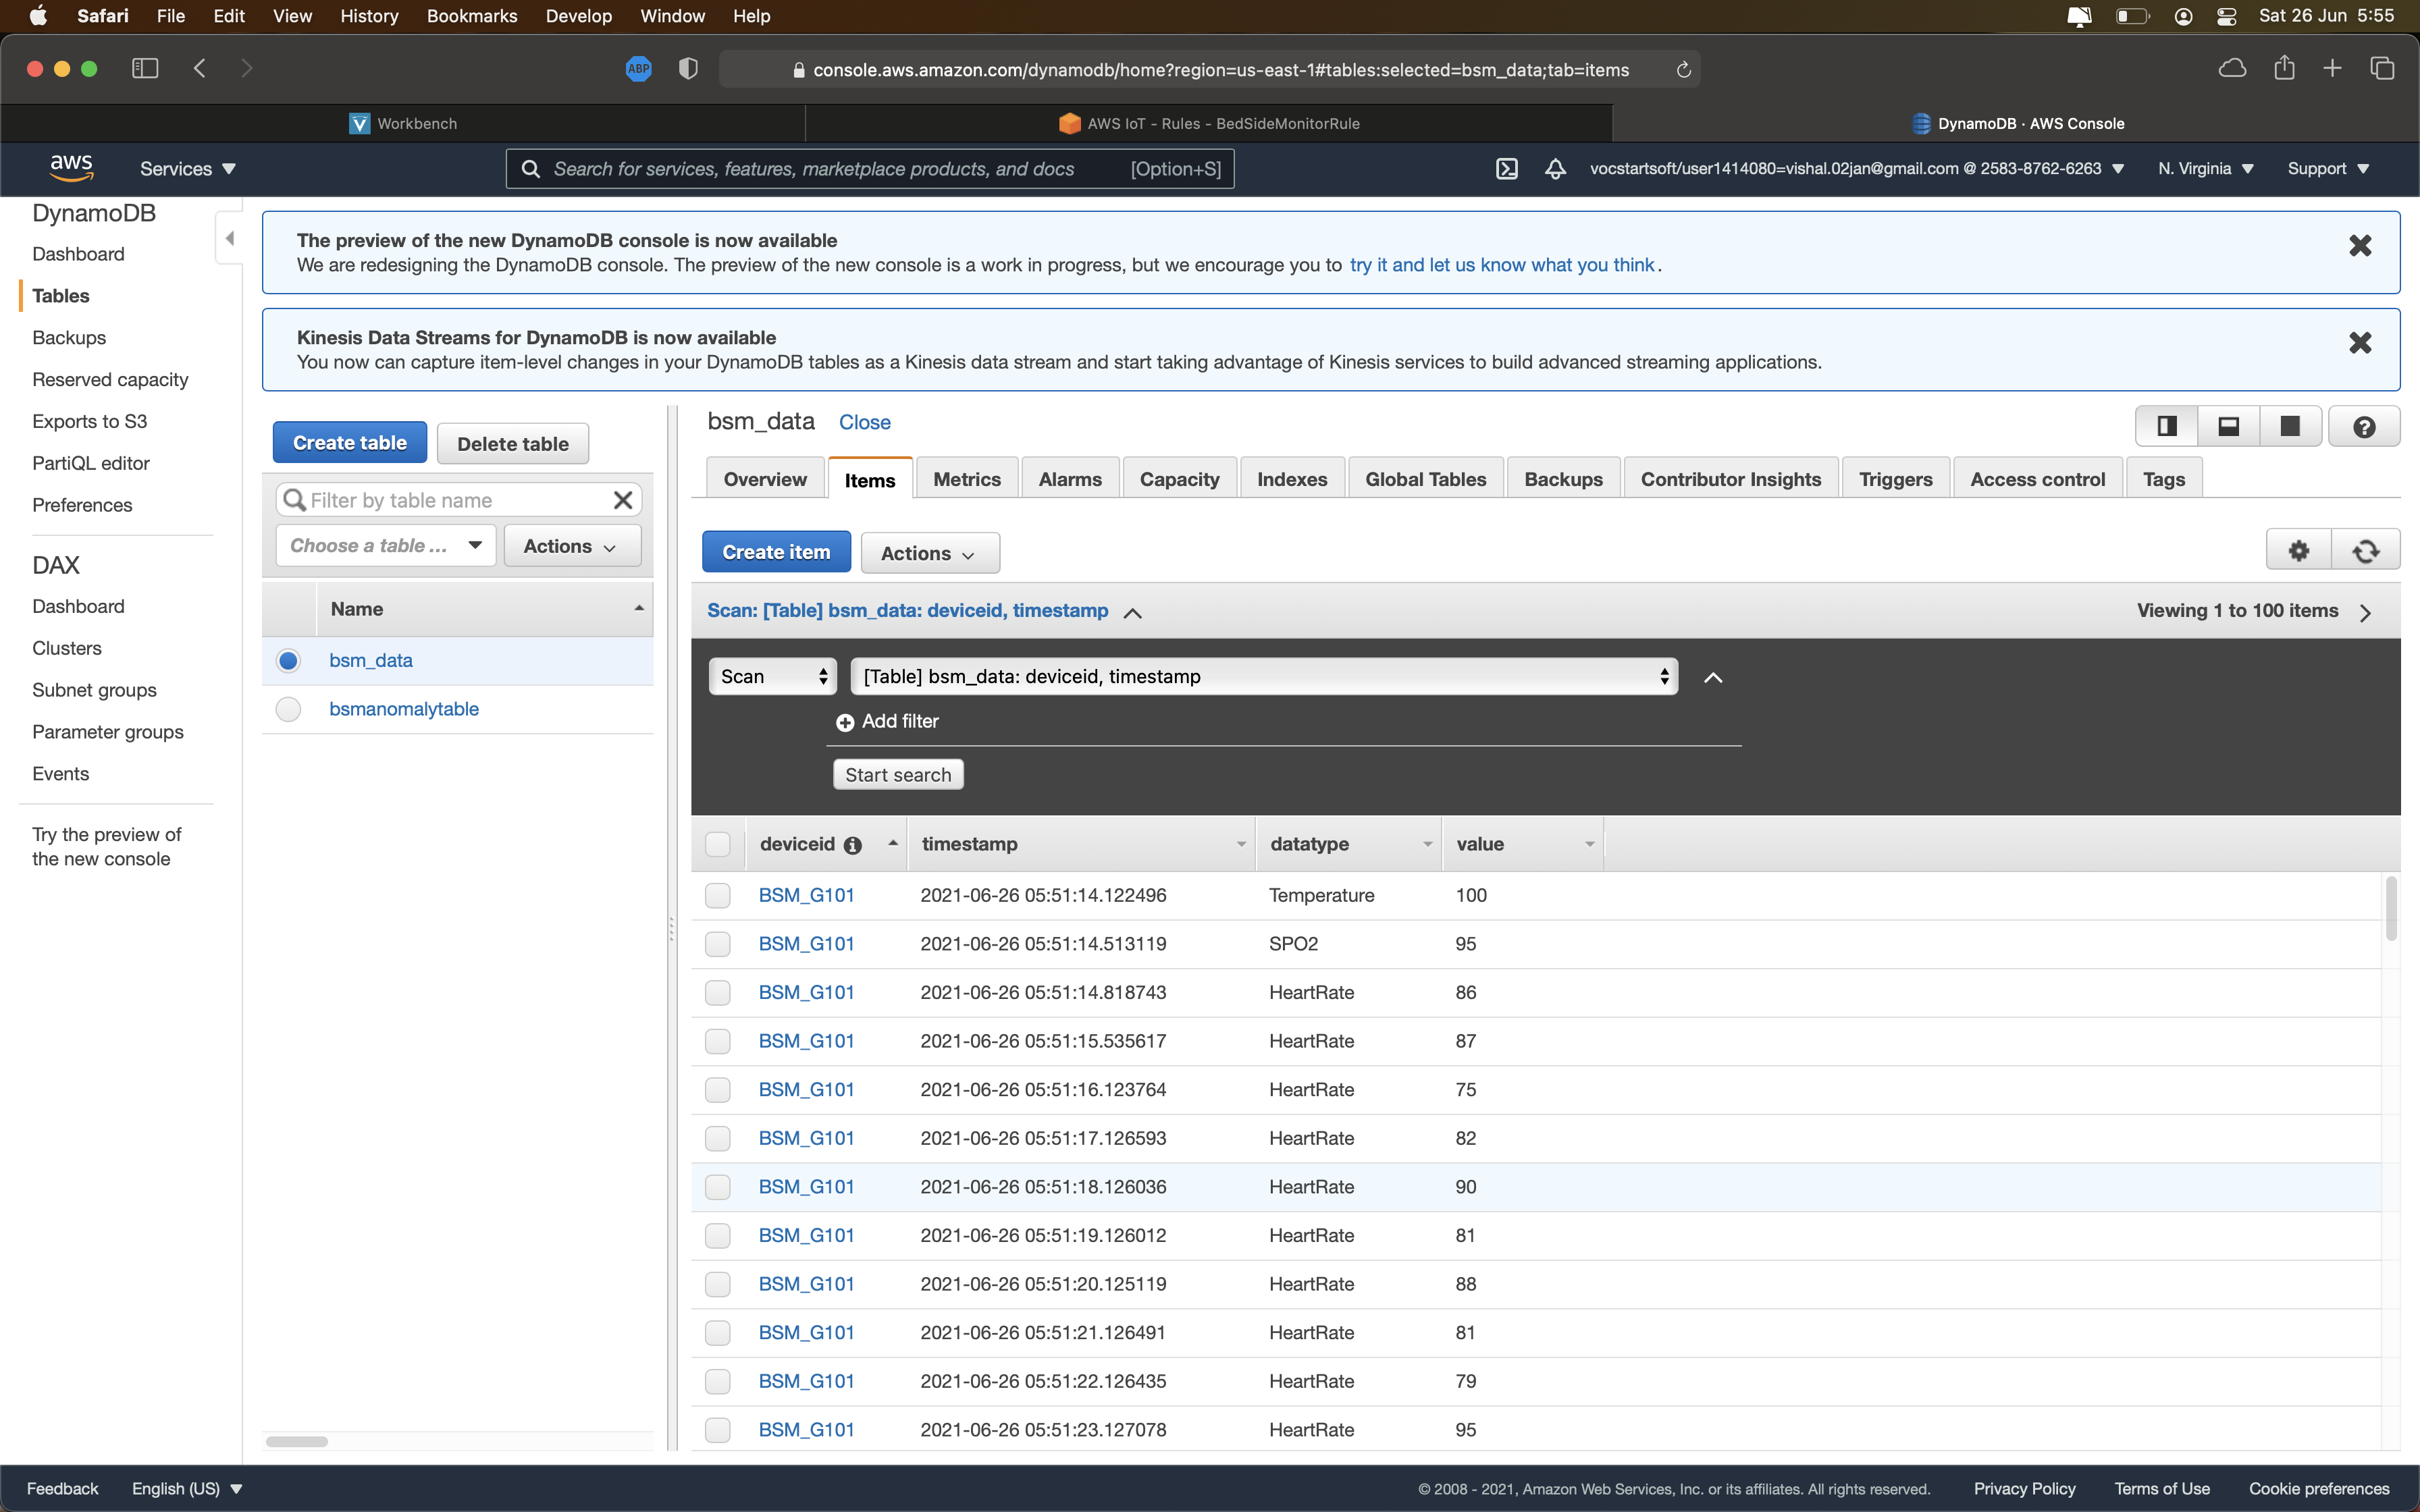 Safari File Edit View History Bookmarks Develop Window Help Sat 26 Jun 5:55
ABP console.aws.amazon.com/dynamodb/home?region=us-east-1#tables:selected=bsm_data;tab=items
Workbench AWS IoT - Rules - BedSideMonitorRule DynamoDB · AWS Console
aws Services Search for services, features, marketplace products, and docs [Option+S] vocstartsoft/user1414080=vishal.02jan@gmail.com @ 2583-8762-6263 N. Virginia Support
DynamoDB
Dashboard
Tables
Backups
Reserved capacity
Exports to S3
PartiQL editor
Preferences
DAX
Dashboard
Clusters
Subnet groups
Parameter groups
Events
Try the preview of
the new console
The preview of the new DynamoDB console is now available
We are redesigning the DynamoDB console. The preview of the new console is a work in progress, but we encourage you to try it and let us know what you think.
Kinesis Data Streams for DynamoDB is now available
You now can capture item-level changes in your DynamoDB tables as a Kinesis data stream and start taking advantage of Kinesis services to build advanced streaming applications.
Create table Delete table
Filter by table name
Choose a table ... Actions
Name
bsm_data
bsmanomalytable
bsm_data Close
Overview Items Metrics Alarms Capacity Indexes Global Tables Backups Contributor Insights Triggers Access control Tags
Create item Actions
Scan: [Table] bsm_data: deviceid, timestamp Viewing 1 to 100 items
Scan [Table] bsm_data: deviceid, timestamp
Add filter
Start search
deviceid timestamp datatype value
BSM_G101 2021-06-26 05:51:14.122496 Temperature 100
BSM_G101 2021-06-26 05:51:14.513119 SPO2 95
BSM_G101 2021-06-26 05:51:14.818743 HeartRate 86
BSM_G101 2021-06-26 05:51:15.535617 HeartRate 87
BSM_G101 2021-06-26 05:51:16.123764 HeartRate 75
BSM_G101 2021-06-26 05:51:17.126593 HeartRate 82
BSM_G101 2021-06-26 05:51:18.126036 HeartRate 90
BSM_G101 2021-06-26 05:51:19.126012 HeartRate 81
BSM_G101 2021-06-26 05:51:20.125119 HeartRate 88
BSM_G101 2021-06-26 05:51:21.126491 HeartRate 81
BSM_G101 2021-06-26 05:51:22.126435 HeartRate 79
BSM_G101 2021-06-26 05:51:23.127078 HeartRate 95
Feedback English (US) © 2008 - 2021, Amazon Web Services, Inc. or its affiliates. All rights reserved. Privacy Policy Terms of Use Cookie preferences